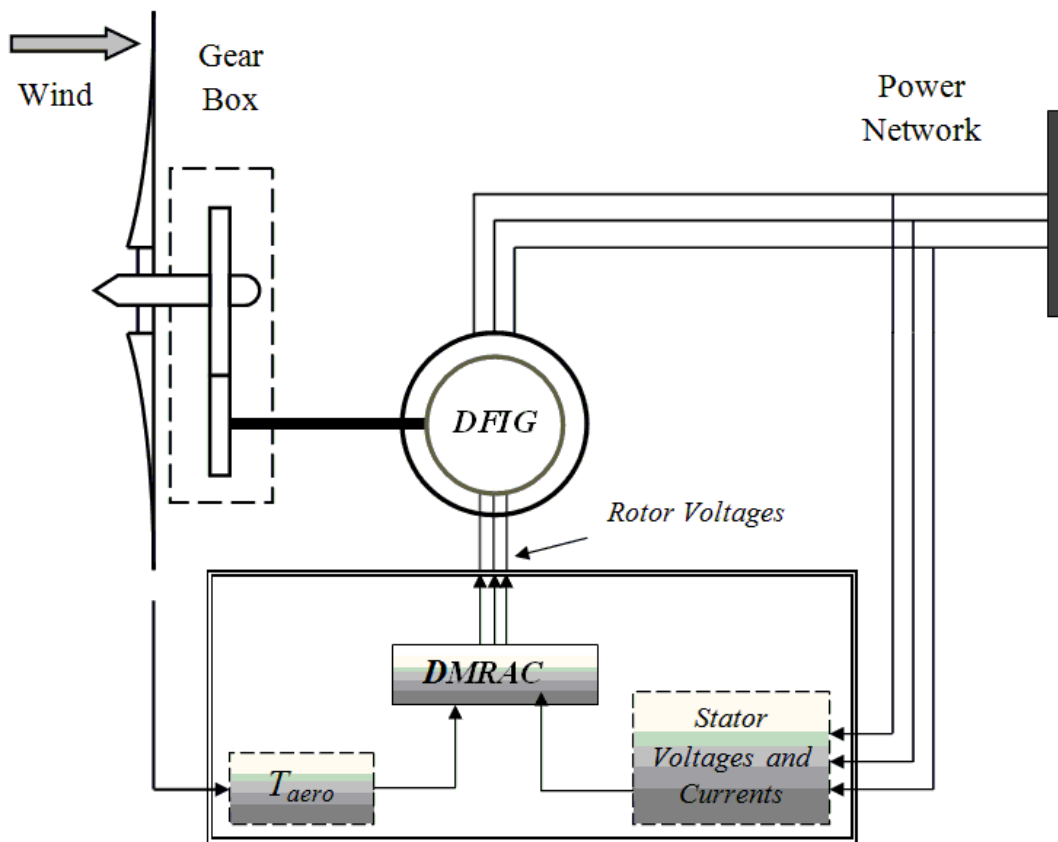 Wind
Gear
Box
Power
Network
DFIG
Rotor Voltages
DMRAC
Stator
Voltages and
Currents
Taero